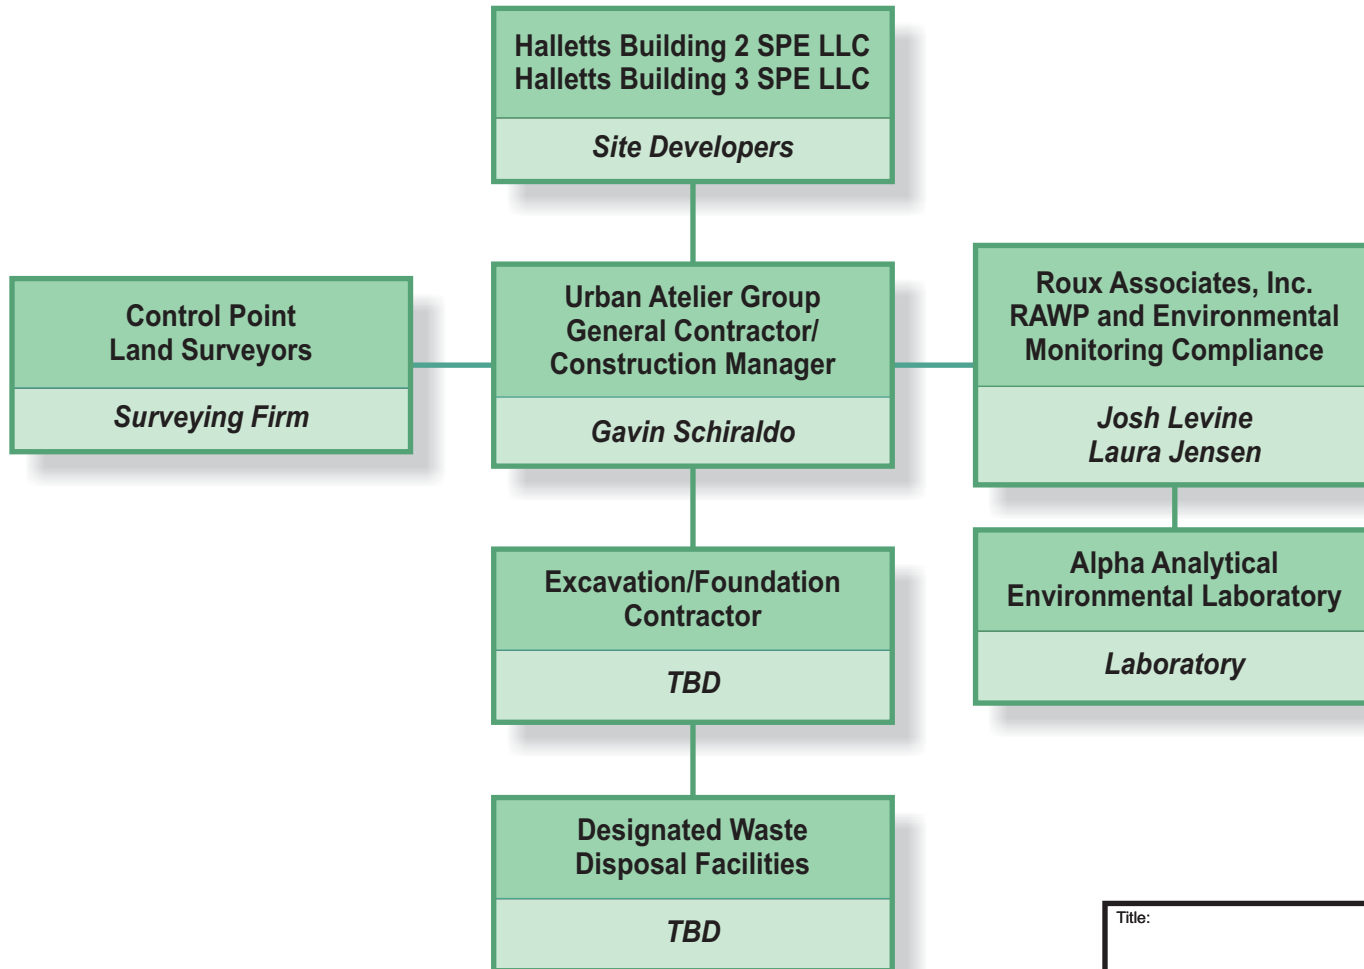 Halletts Building 2 SPE LLC
Halletts Building 3 SPE LLC
Site Developers
Control Point
Land Surveyors
Surveying Firm
Urban Atelier Group
General Contractor/
Construction Manager
Gavin Schiraldo
Roux Associates, Inc.
RAWP and Environmental
Monitoring Compliance
Josh Levine
Laura Jensen
Excavation/Foundation
Contractor
TBD
Alpha Analytical
Environmental Laboratory
Laboratory
Designated Waste
Disposal Facilities
TBD
Title: